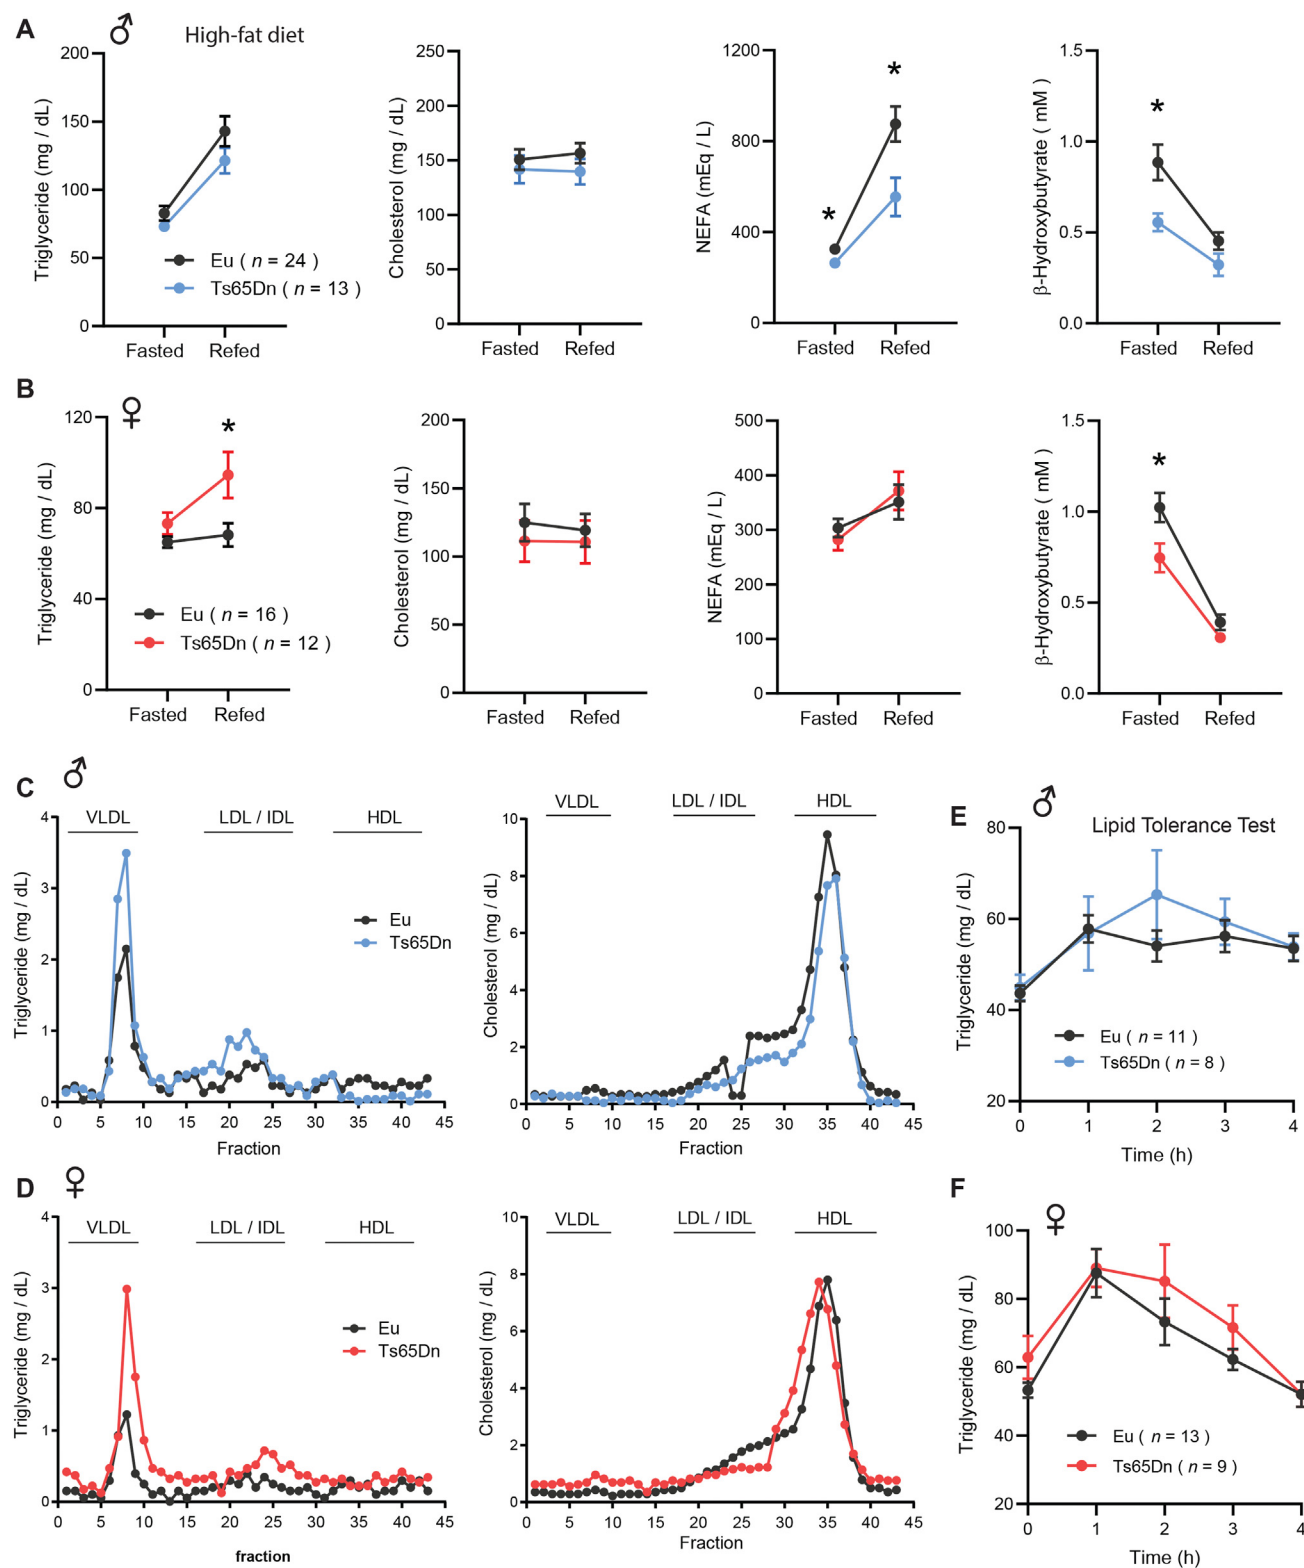 A ♂ High-fat diet
Triglyceride (mg / dL)
200
150
100
50
0
Eu ( n = 24 )
Ts65Dn ( n = 13 )
Fasted Refed
Cholesterol (mg / dL)
250
200
150
100
50
0
Fasted Refed
NEFA (mEq / L)
1200
800
400
0
*
*
Fasted Refed
β-Hydroxybutyrate ( mM )
1.5
1.0
0.5
0.0
*
Fasted Refed
B ♀
Triglyceride (mg / dL)
120
80
40
0
*
Eu ( n = 16 )
Ts65Dn ( n = 12 )
Fasted Refed
Cholesterol (mg / dL)
200
150
100
50
0
Fasted Refed
NEFA (mEq / L)
500
400
300
200
100
0
Fasted Refed
β-Hydroxybutyrate ( mM )
1.5
1.0
0.5
0.0
*
Fasted Refed
C ♂
VLDL LDL / IDL HDL
Triglyceride (mg / dL)
4
3
2
1
0
Eu
Ts65Dn
0 5 10 15 20 25 30 35 40 45
Fraction
VLDL LDL / IDL HDL
Cholesterol (mg / dL)
10
8
6
4
2
0
0 5 10 15 20 25 30 35 40 45
Fraction
D ♀
VLDL LDL / IDL HDL
Triglyceride (mg / dL)
4
3
2
1
0
Eu
Ts65Dn
0 5 10 15 20 25 30 35 40 45
fraction
VLDL LDL / IDL HDL
Cholesterol (mg / dL)
10
8
6
4
2
0
0 5 10 15 20 25 30 35 40 45
Fraction
E ♂ Lipid Tolerance Test
Triglyceride (mg / dL)
80
60
40
20
Eu ( n = 11 )
Ts65Dn ( n = 8 )
0 1 2 3 4
Time (h)
F ♀
Triglyceride (mg / dL)
100
80
60
40
20
Eu ( n = 13 )
Ts65Dn ( n = 9 )
0 1 2 3 4
Time (h)